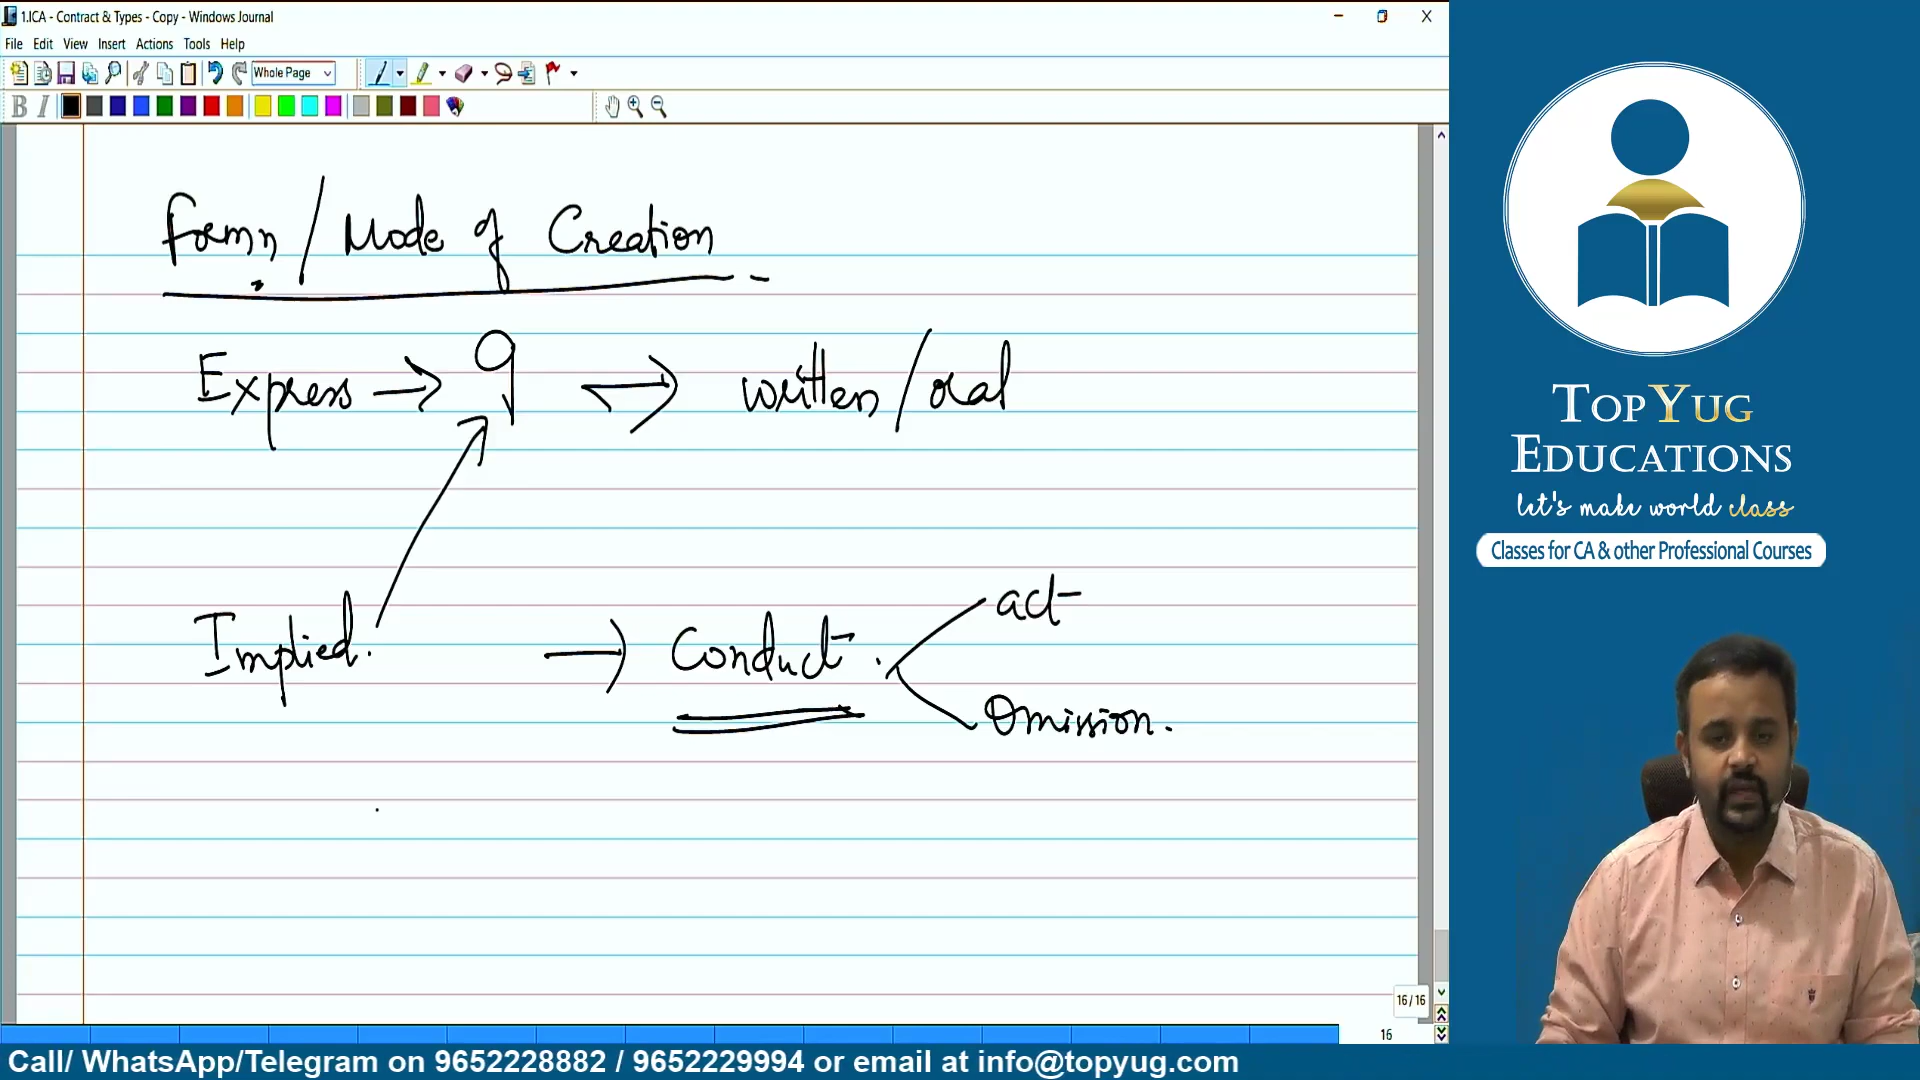 1.ICA - Contract & Types - Copy - Windows Journal
File Edit View Insert Actions Tools Help
Whole Page
B I
Formn / Mode of Creation
Express → 9 → written / oral
Implied. → Conduct.
act
Omission.
16 / 16
16
TOPYUG
EDUCATIONS
let's make world class
Classes for CA & other Professional Courses
Call/ WhatsApp/Telegram on 9652228882 / 9652229994 or email at info@topyug.com